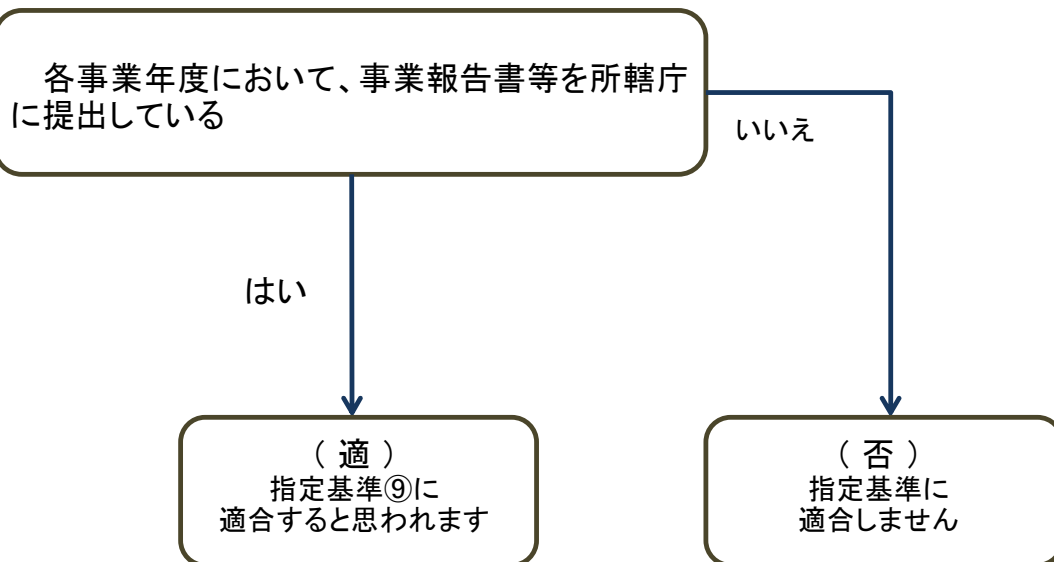 各事業年度において、事業報告書等を所轄庁
に提出している
いいえ
はい
（ 適 ）
指定基準⑨に
適合すると思われます
（ 否 ）
指定基準に
適合しません